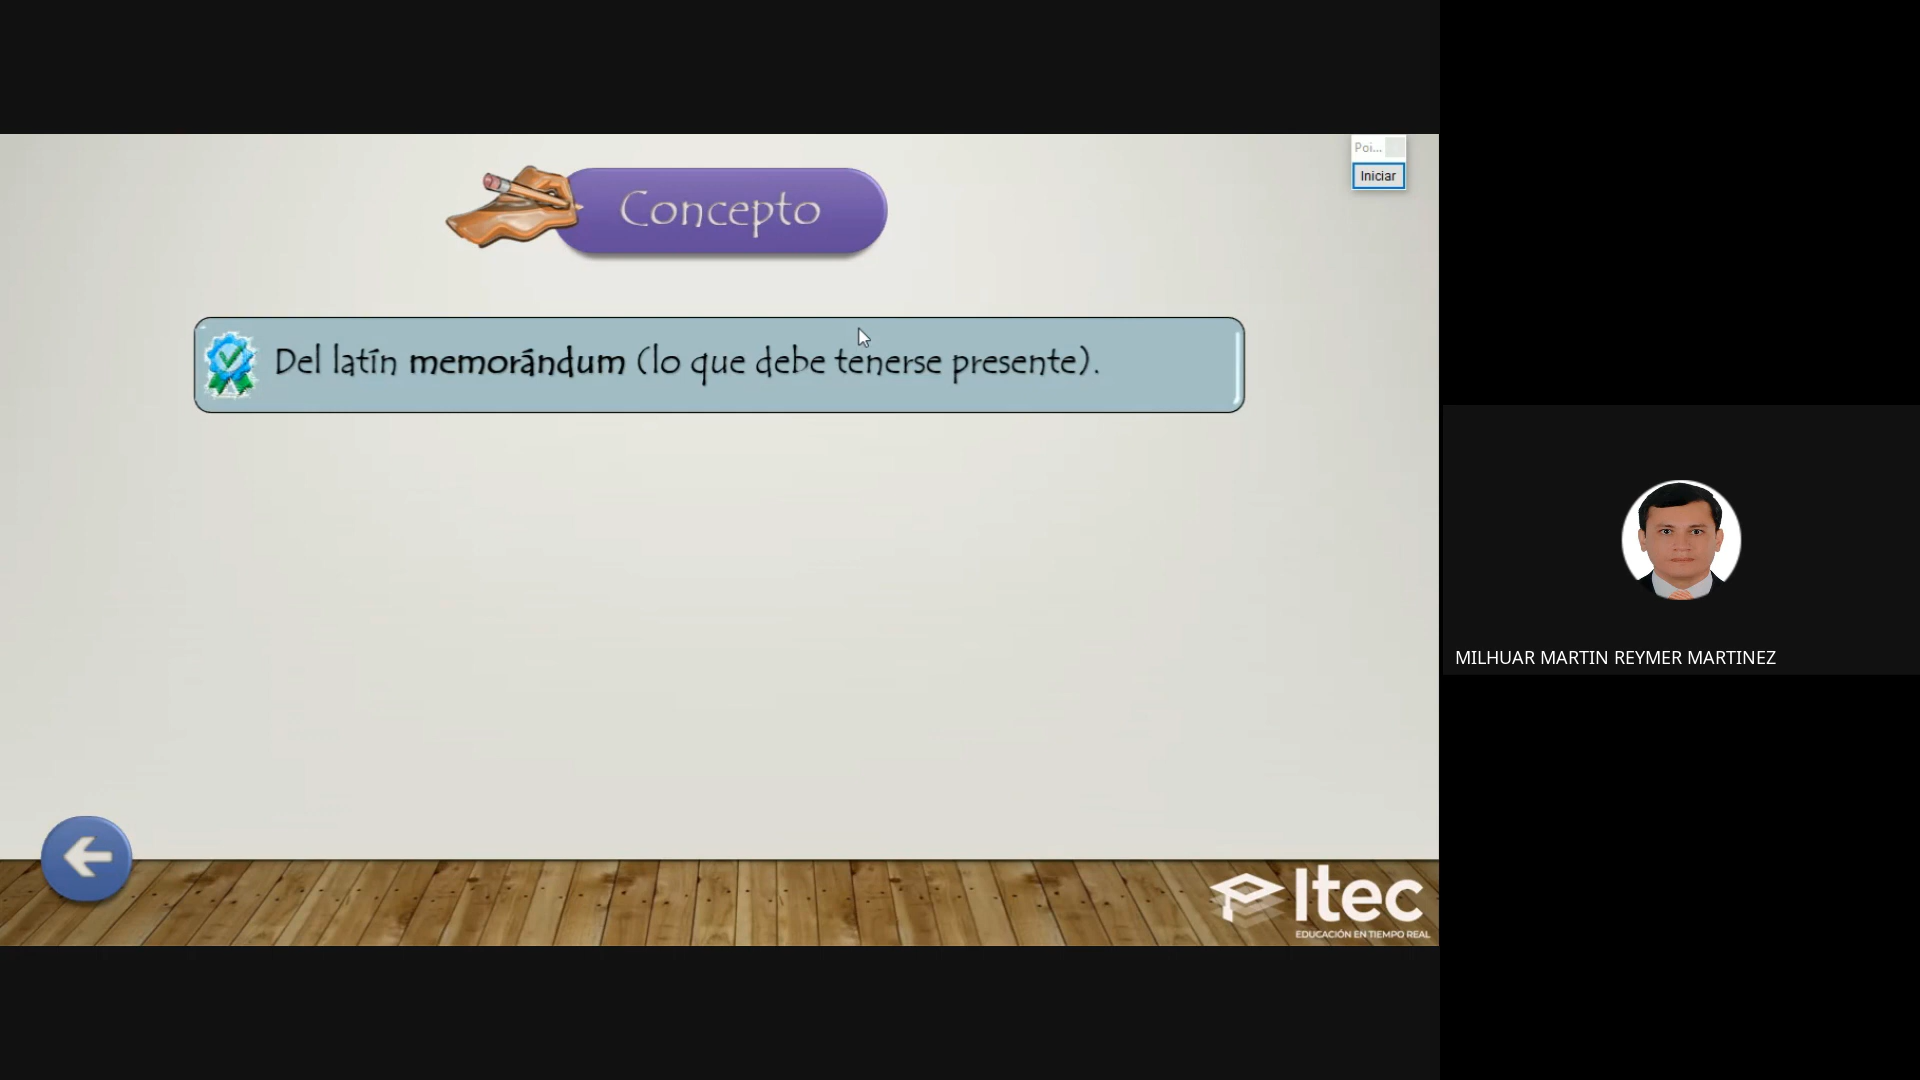 Concepto
Poi...
Iniciar
Del latín memorándum (lo que debe tenerse presente).
MILHUAR MARTIN REYMER MARTINEZ
Itec
EDUCACIÓN EN TIEMPO REAL